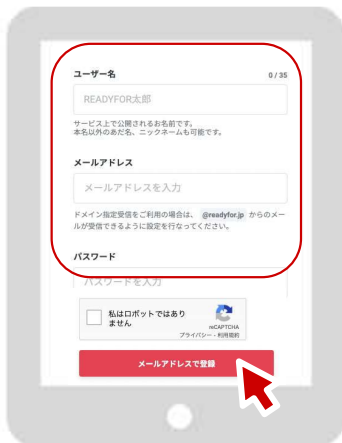 ユーザー名 0 / 35
READYFOR太郎
サービス上で公開されるお名前です。
本名以外のあだ名、ニックネームも可能です。
メールアドレス
メールアドレスを入力
ドメイン指定受信をご利用の場合は、 @readyfor.jp からのメー
ルが受信できるように設定を行なってください。
パスワード
パスワードを入力
私はロボットではあり
ません
reCAPTCHA
プライバシー - 利用規約
メールアドレスで登録